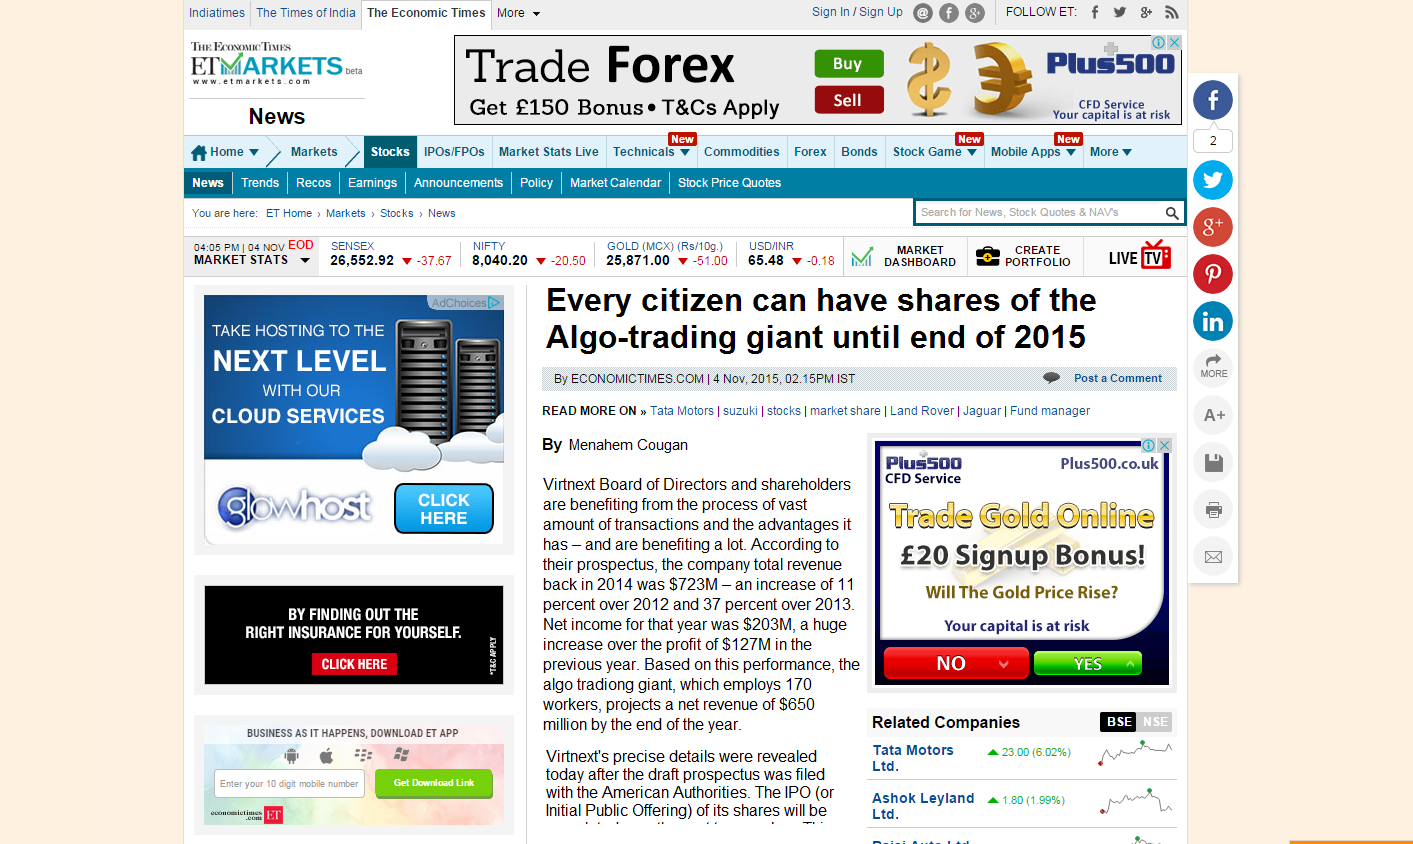 Indiatimes The Times of India The Economic Times More
Sign In / Sign Up FOLLOW ET:
THE ECONOMIC TIMES
ETMARKETS beta
www.etmarkets.com
News
Trade Forex
Get £150 Bonus • T&Cs Apply
Buy
Sell
Plus500
CFD Service
Your capital is at risk
2
MORE
A+
New New New
Home Markets Stocks IPOs/FPOs Market Stats Live Technicals Commodities Forex Bonds Stock Game Mobile Apps More
News Trends Recos Earnings Announcements Policy Market Calendar Stock Price Quotes
You are here: ET Home › Markets › Stocks › News
Search for News, Stock Quotes & NAV's
04:05 PM | 04 NOV EOD
MARKET STATS
SENSEX
26,552.92 -37.67
NIFTY
8,040.20 -20.50
GOLD (MCX) (Rs/10g.)
25,871.00 -51.00
USD/INR
65.48 -0.18
MARKET
DASHBOARD
CREATE
PORTFOLIO
LIVE TV
AdChoices
TAKE HOSTING TO THE
NEXT LEVEL
WITH OUR
CLOUD SERVICES
glowhost
CLICK
HERE
BY FINDING OUT THE
RIGHT INSURANCE FOR YOURSELF.
CLICK HERE
*T&C APPLY
BUSINESS AS IT HAPPENS, DOWNLOAD ET APP
Enter your 10 digit mobile number
Get Download Link
economictimes
.com ET
Every citizen can have shares of the
Algo-trading giant until end of 2015
By ECONOMICTIMES.COM | 4 Nov, 2015, 02.15PM IST
Post a Comment
READ MORE ON » Tata Motors | suzuki | stocks | market share | Land Rover | Jaguar | Fund manager
By Menahem Cougan
Virtnext Board of Directors and shareholders
are benefiting from the process of vast
amount of transactions and the advantages it
has – and are benefiting a lot. According to
their prospectus, the company total revenue
back in 2014 was $723M – an increase of 11
percent over 2012 and 37 percent over 2013.
Net income for that year was $203M, a huge
increase over the profit of $127M in the
previous year. Based on this performance, the
algo tradiong giant, which employs 170
workers, projects a net revenue of $650
million by the end of the year.
Virtnext's precise details were revealed
today after the draft prospectus was filed
with the American Authorities. The IPO (or
Initial Public Offering) of its shares will be
Plus500
CFD Service
Plus500.co.uk
Trade Gold Online
£20 Signup Bonus!
Will The Gold Price Rise?
Your capital is at risk
NO
YES
Related Companies
BSE NSE
Tata Motors
Ltd.
23.00 (6.02%)
Ashok Leyland
Ltd.
1.80 (1.99%)